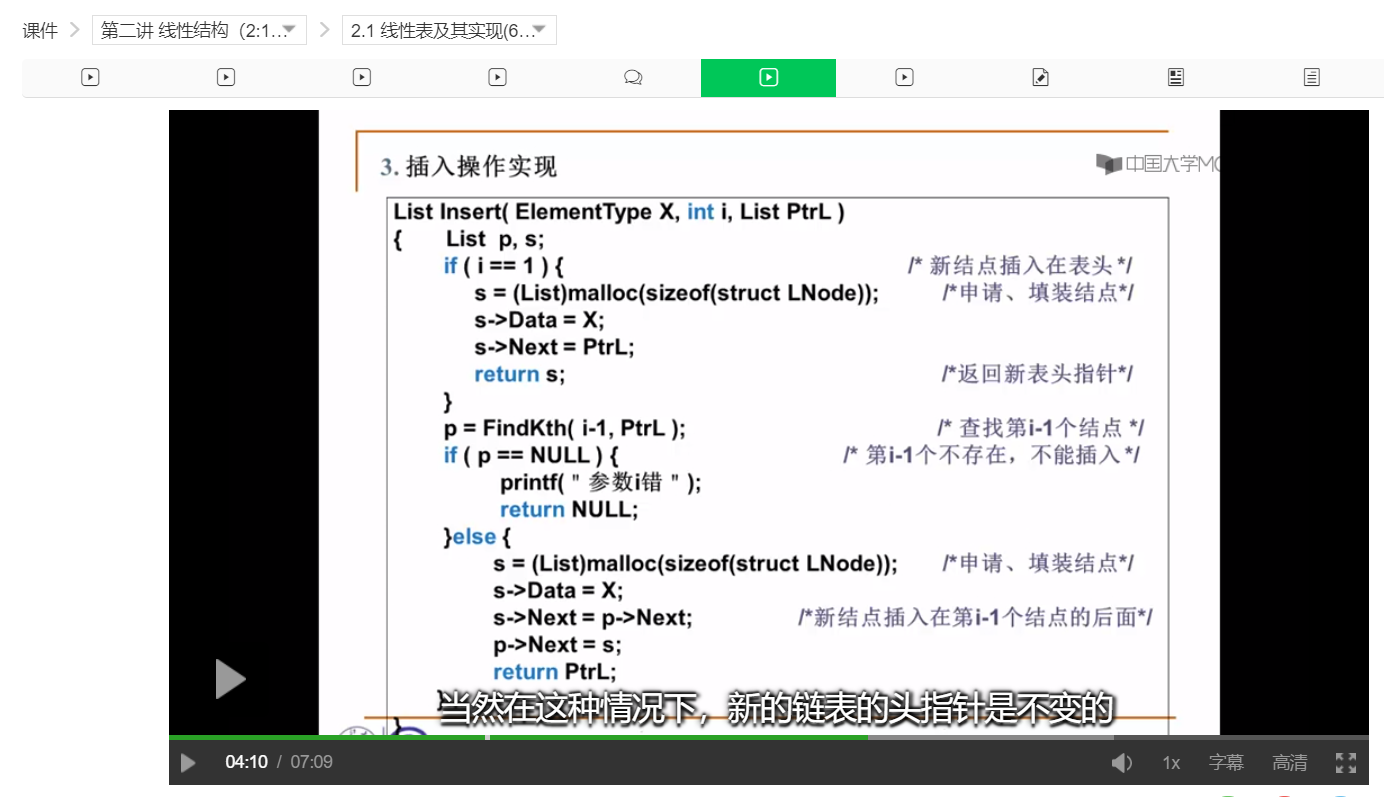 课件 第二讲 线性结构（2:1... 2.1 线性表及其实现(6...
3. 插入操作实现
中国大学MO
List Insert( ElementType X, int i, List PtrL )
{ List p, s;
if ( i == 1 ) { /* 新结点插入在表头 */
s = (List)malloc(sizeof(struct LNode)); /*申请、填装结点*/
s->Data = X;
s->Next = PtrL;
return s; /*返回新表头指针*/
}
p = FindKth( i-1, PtrL ); /* 查找第i-1个结点 */
if ( p == NULL ) { /* 第i-1个不存在，不能插入 */
printf( " 参数i错 " );
return NULL;
}else {
s = (List)malloc(sizeof(struct LNode)); /*申请、填装结点*/
s->Data = X;
s->Next = p->Next; /*新结点插入在第i-1个结点的后面*/
p->Next = s;
return PtrL;
}
当然在这种情况下，新的链表的头指针是不变的
}
04:10 / 07:09 1x 字幕 高清